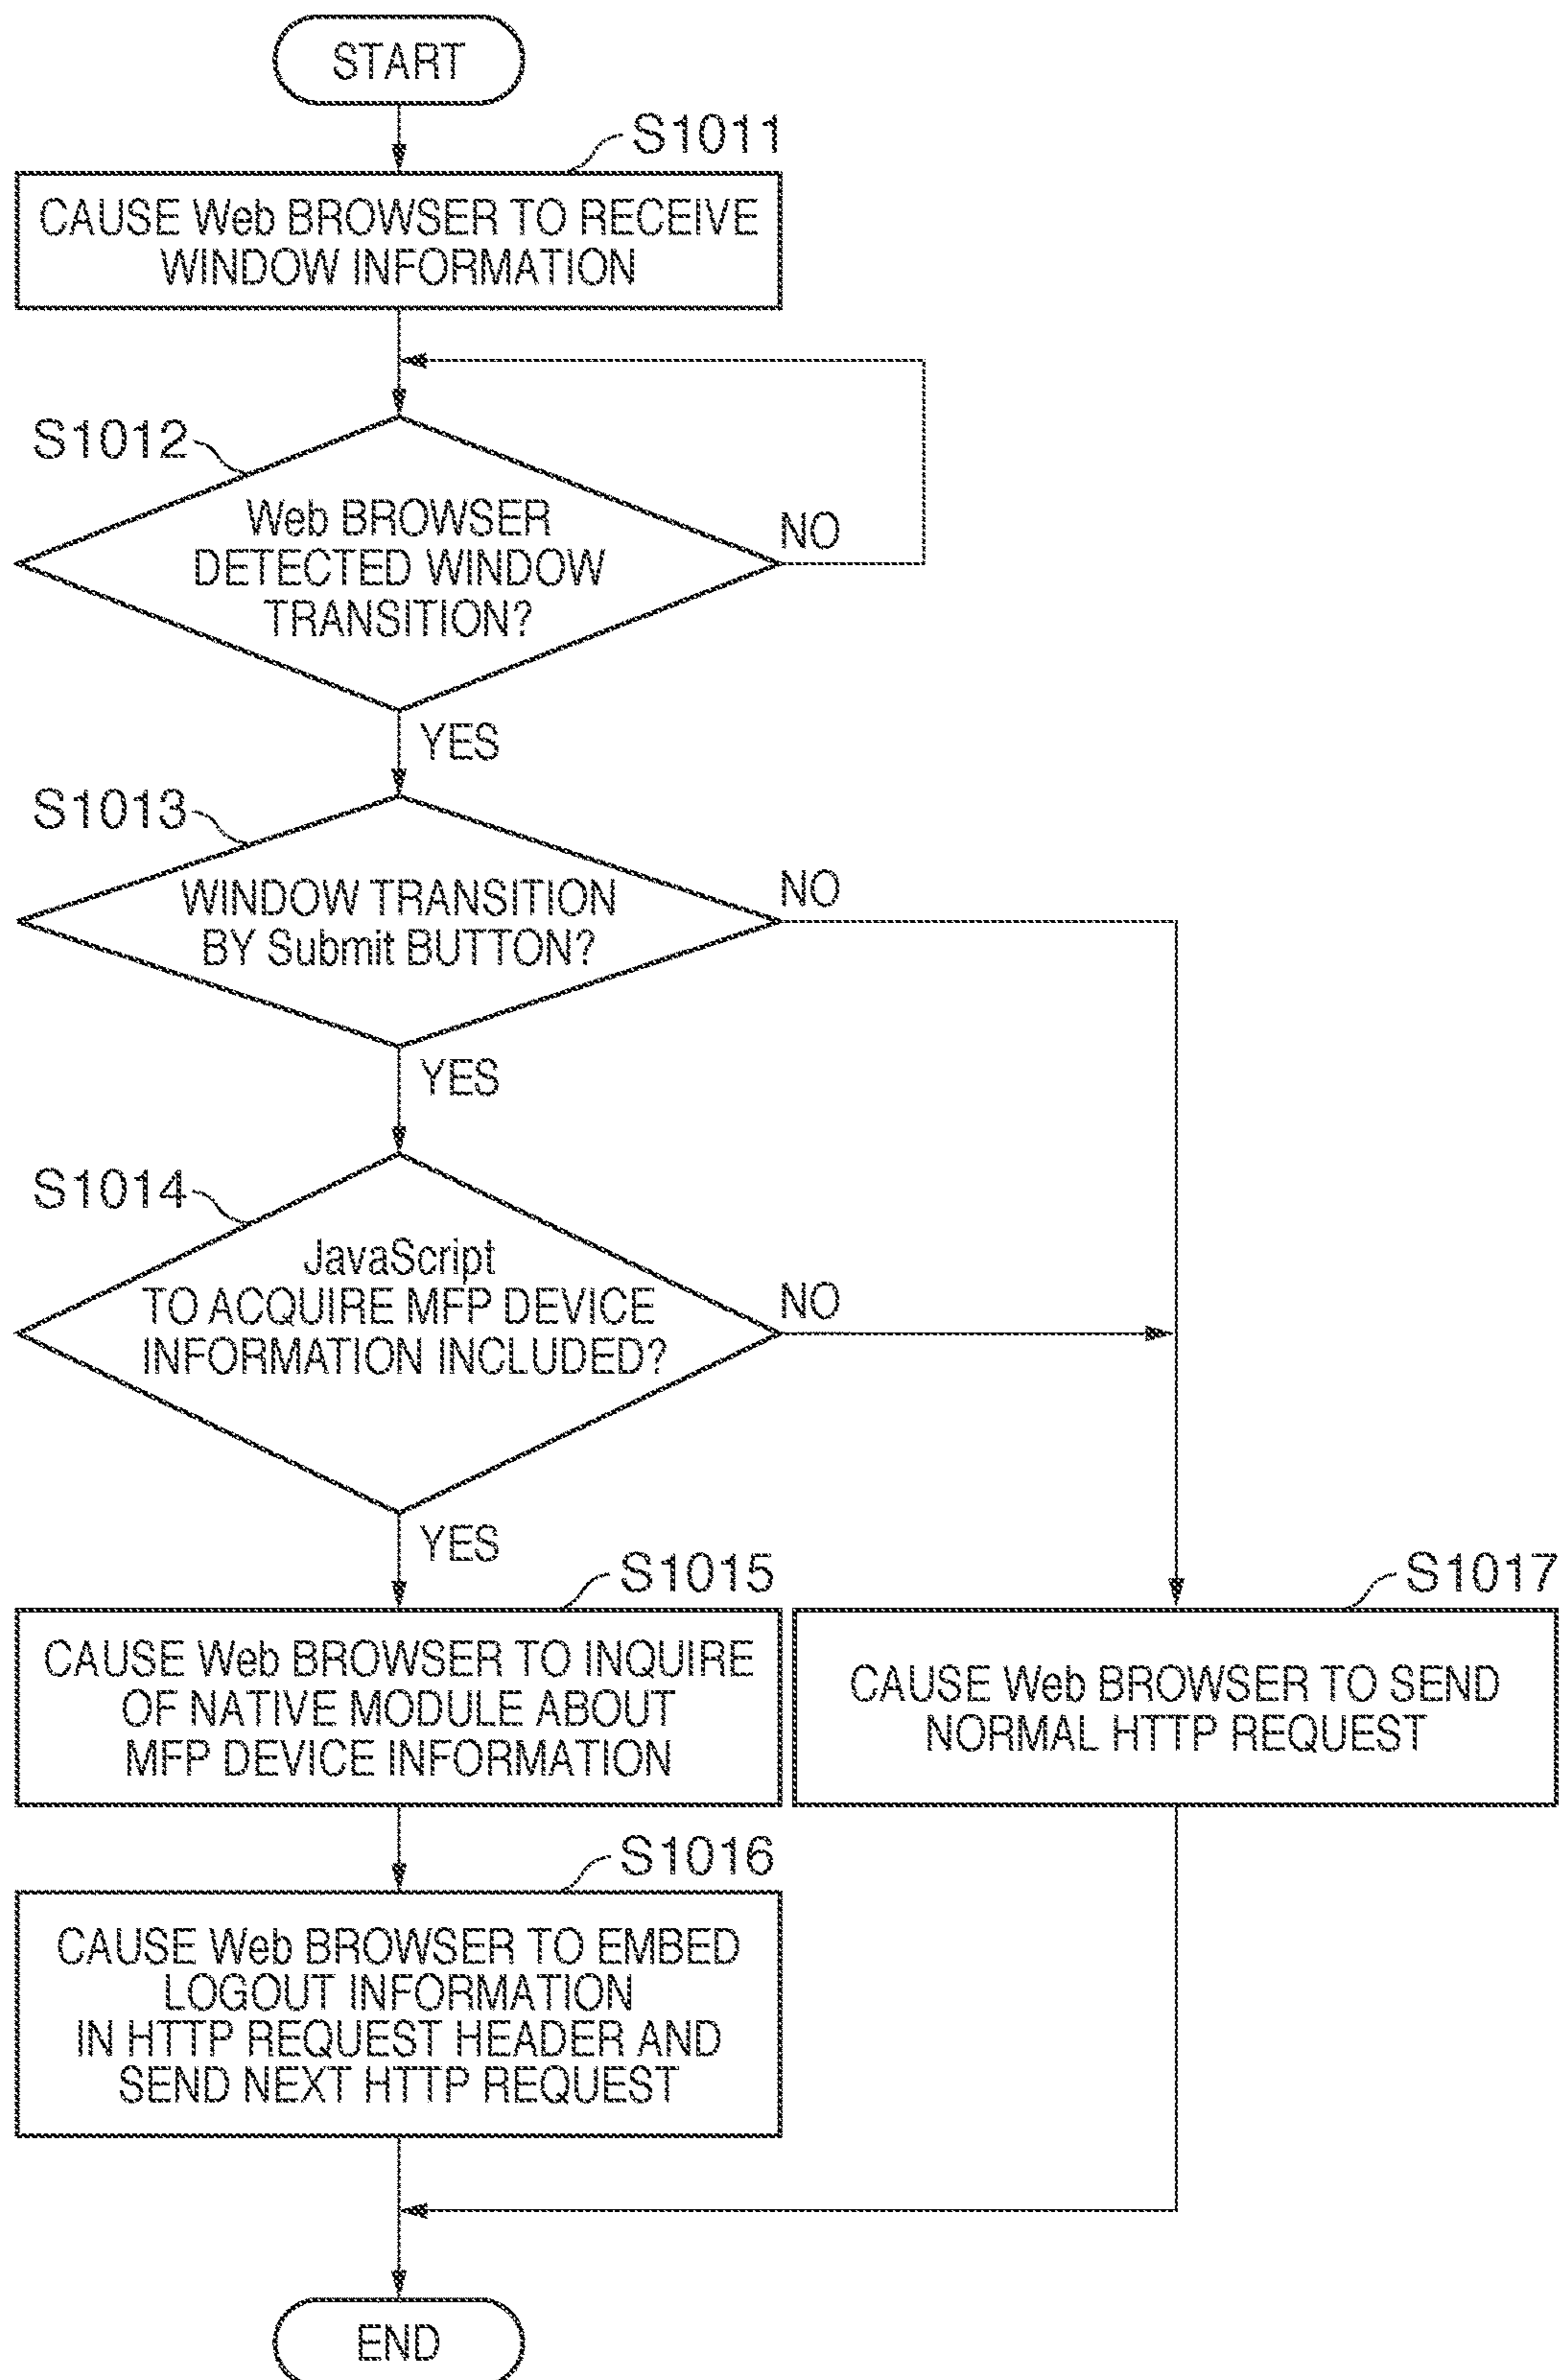 START
S1011
CAUSE Web BROWSER TO RECEIVE
WINDOW INFORMATION
S1012
Web BROWSER
DETECTED WINDOW
TRANSITION?
NO
YES
S1013
WINDOW TRANSITION
BY Submit BUTTON?
NO
YES
S1014
JavaScript
TO ACQUIRE MFP DEVICE
INFORMATION INCLUDED?
NO
YES
S1015
CAUSE Web BROWSER TO INQUIRE
OF NATIVE MODULE ABOUT
MFP DEVICE INFORMATION
S1017
CAUSE Web BROWSER TO SEND
NORMAL HTTP REQUEST
S1016
CAUSE Web BROWSER TO EMBED
LOGOUT INFORMATION
IN HTTP REQUEST HEADER AND
SEND NEXT HTTP REQUEST
END